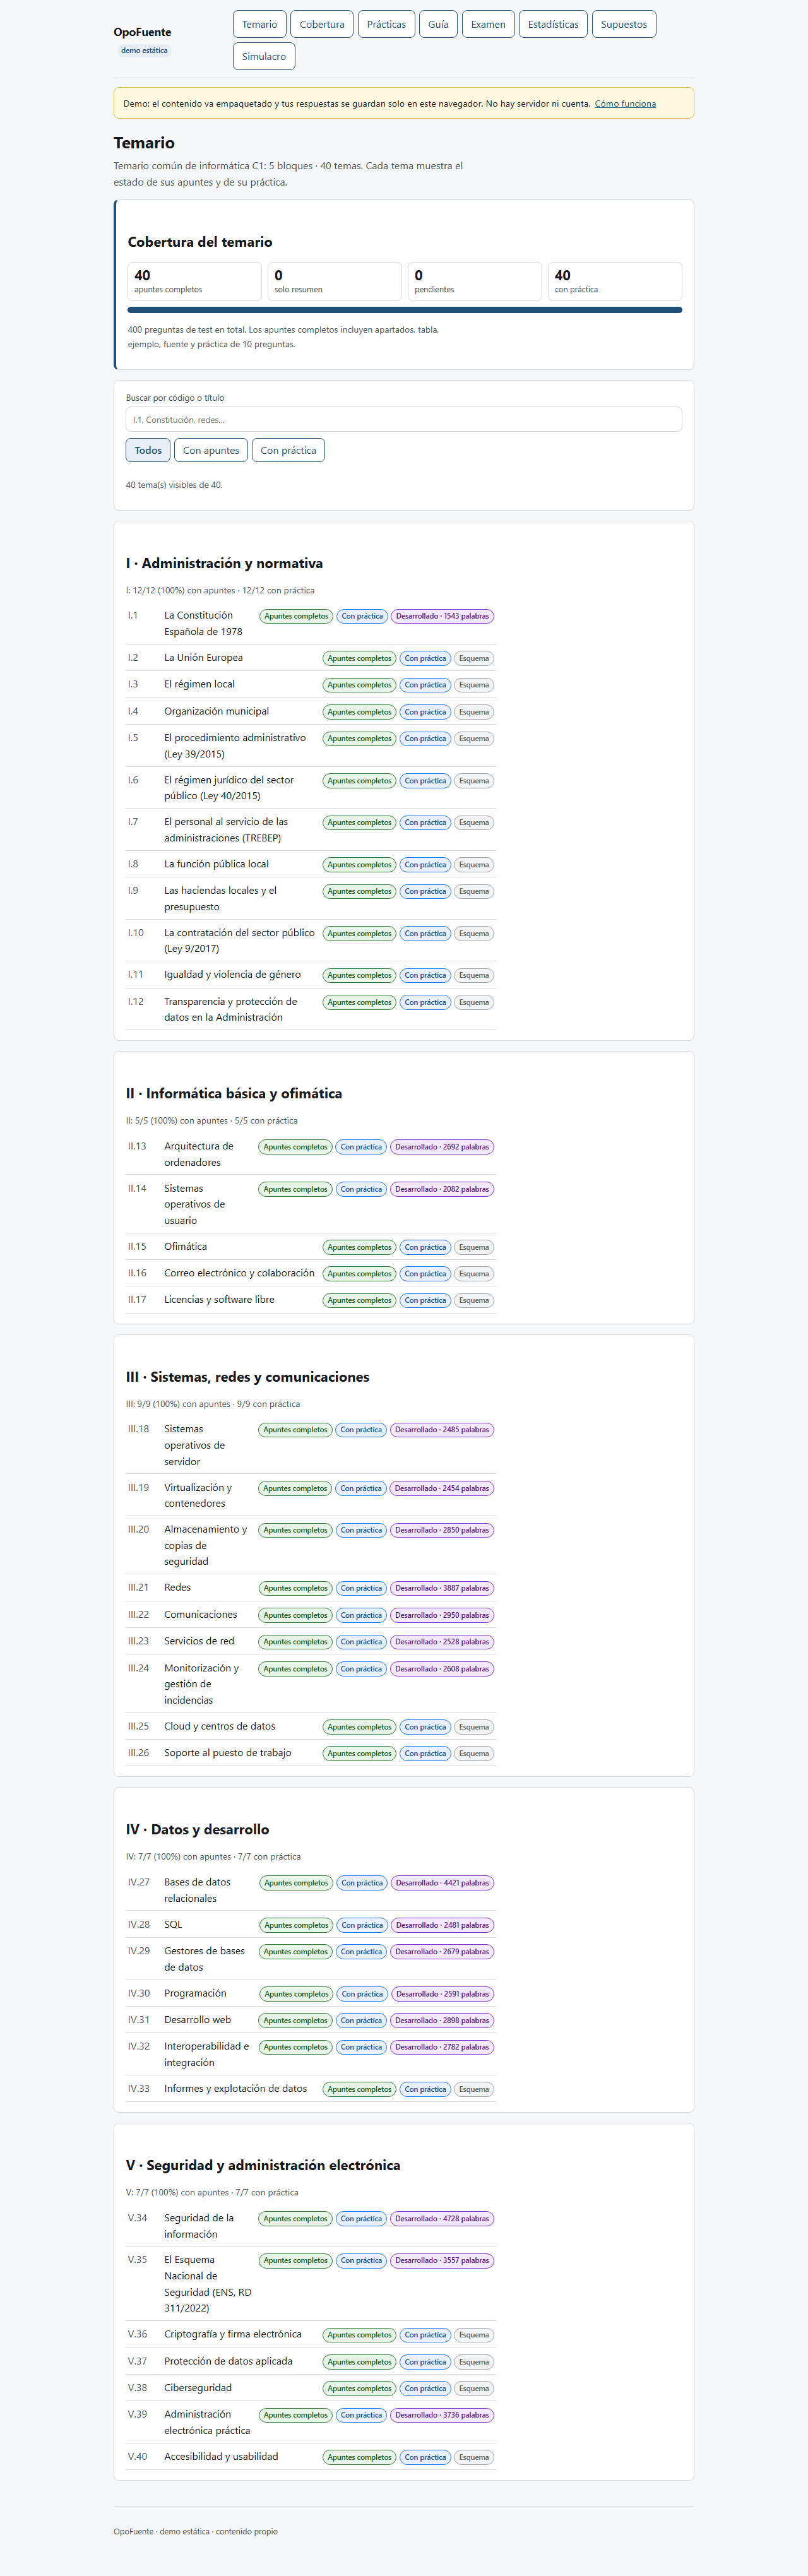 OpoFuente
demo estática
Temario
Cobertura
Prácticas
Guía
Examen
Estadísticas
Supuestos
Simulacro
Demo: el contenido va empaquetado y tus respuestas se guardan solo en este navegador. No hay servidor ni cuenta. Cómo funciona
Temario
Temario común de informática C1: 5 bloques · 40 temas. Cada tema muestra el
estado de sus apuntes y de su práctica.
Cobertura del temario
40
apuntes completos
0
solo resumen
0
pendientes
40
con práctica
400 preguntas de test en total. Los apuntes completos incluyen apartados, tabla,
ejemplo, fuente y práctica de 10 preguntas.
Buscar por código o título
I.1, Constitución, redes...
Todos
Con apuntes
Con práctica
40 tema(s) visibles de 40.
I · Administración y normativa
I: 12/12 (100%) con apuntes · 12/12 con práctica
I.1 La Constitución Apuntes completos Con práctica Desarrollado · 1543 palabras
Española de 1978
I.2 La Unión Europea Apuntes completos Con práctica Esquema
I.3 El régimen local Apuntes completos Con práctica Esquema
I.4 Organización municipal Apuntes completos Con práctica Esquema
I.5 El procedimiento administrativo Apuntes completos Con práctica Esquema
(Ley 39/2015)
I.6 El régimen jurídico del sector Apuntes completos Con práctica Esquema
público (Ley 40/2015)
I.7 El personal al servicio de las Apuntes completos Con práctica Esquema
administraciones (TREBEP)
I.8 La función pública local Apuntes completos Con práctica Esquema
I.9 Las haciendas locales y el Apuntes completos Con práctica Esquema
presupuesto
I.10 La contratación del sector público Apuntes completos Con práctica Esquema
(Ley 9/2017)
I.11 Igualdad y violencia de género Apuntes completos Con práctica Esquema
I.12 Transparencia y protección de Apuntes completos Con práctica Esquema
datos en la Administración
II · Informática básica y ofimática
II: 5/5 (100%) con apuntes · 5/5 con práctica
II.13 Arquitectura de Apuntes completos Con práctica Desarrollado · 2692 palabras
ordenadores
II.14 Sistemas Apuntes completos Con práctica Desarrollado · 2082 palabras
operativos de
usuario
II.15 Ofimática Apuntes completos Con práctica Esquema
II.16 Correo electrónico y colaboración Apuntes completos Con práctica Esquema
II.17 Licencias y software libre Apuntes completos Con práctica Esquema
III · Sistemas, redes y comunicaciones
III: 9/9 (100%) con apuntes · 9/9 con práctica
III.18 Sistemas Apuntes completos Con práctica Desarrollado · 2485 palabras
operativos de
servidor
III.19 Virtualización y Apuntes completos Con práctica Desarrollado · 2454 palabras
contenedores
III.20 Almacenamiento y Apuntes completos Con práctica Desarrollado · 2850 palabras
copias de
seguridad
III.21 Redes Apuntes completos Con práctica Desarrollado · 3887 palabras
III.22 Comunicaciones Apuntes completos Con práctica Desarrollado · 2950 palabras
III.23 Servicios de red Apuntes completos Con práctica Desarrollado · 2528 palabras
III.24 Monitorización y Apuntes completos Con práctica Desarrollado · 2608 palabras
gestión de
incidencias
III.25 Cloud y centros de datos Apuntes completos Con práctica Esquema
III.26 Soporte al puesto de trabajo Apuntes completos Con práctica Esquema
IV · Datos y desarrollo
IV: 7/7 (100%) con apuntes · 7/7 con práctica
IV.27 Bases de datos Apuntes completos Con práctica Desarrollado · 4421 palabras
relacionales
IV.28 SQL Apuntes completos Con práctica Desarrollado · 2481 palabras
IV.29 Gestores de bases Apuntes completos Con práctica Desarrollado · 2679 palabras
de datos
IV.30 Programación Apuntes completos Con práctica Desarrollado · 2591 palabras
IV.31 Desarrollo web Apuntes completos Con práctica Desarrollado · 2898 palabras
IV.32 Interoperabilidad e Apuntes completos Con práctica Desarrollado · 2782 palabras
integración
IV.33 Informes y explotación de datos Apuntes completos Con práctica Esquema
V · Seguridad y administración electrónica
V: 7/7 (100%) con apuntes · 7/7 con práctica
V.34 Seguridad de la Apuntes completos Con práctica Desarrollado · 4728 palabras
información
V.35 El Esquema Apuntes completos Con práctica Desarrollado · 3557 palabras
Nacional de
Seguridad (ENS, RD
311/2022)
V.36 Criptografía y firma electrónica Apuntes completos Con práctica Esquema
V.37 Protección de datos aplicada Apuntes completos Con práctica Esquema
V.38 Ciberseguridad Apuntes completos Con práctica Esquema
V.39 Administración Apuntes completos Con práctica Desarrollado · 3736 palabras
electrónica práctica
V.40 Accesibilidad y usabilidad Apuntes completos Con práctica Esquema
OpoFuente · demo estática · contenido propio